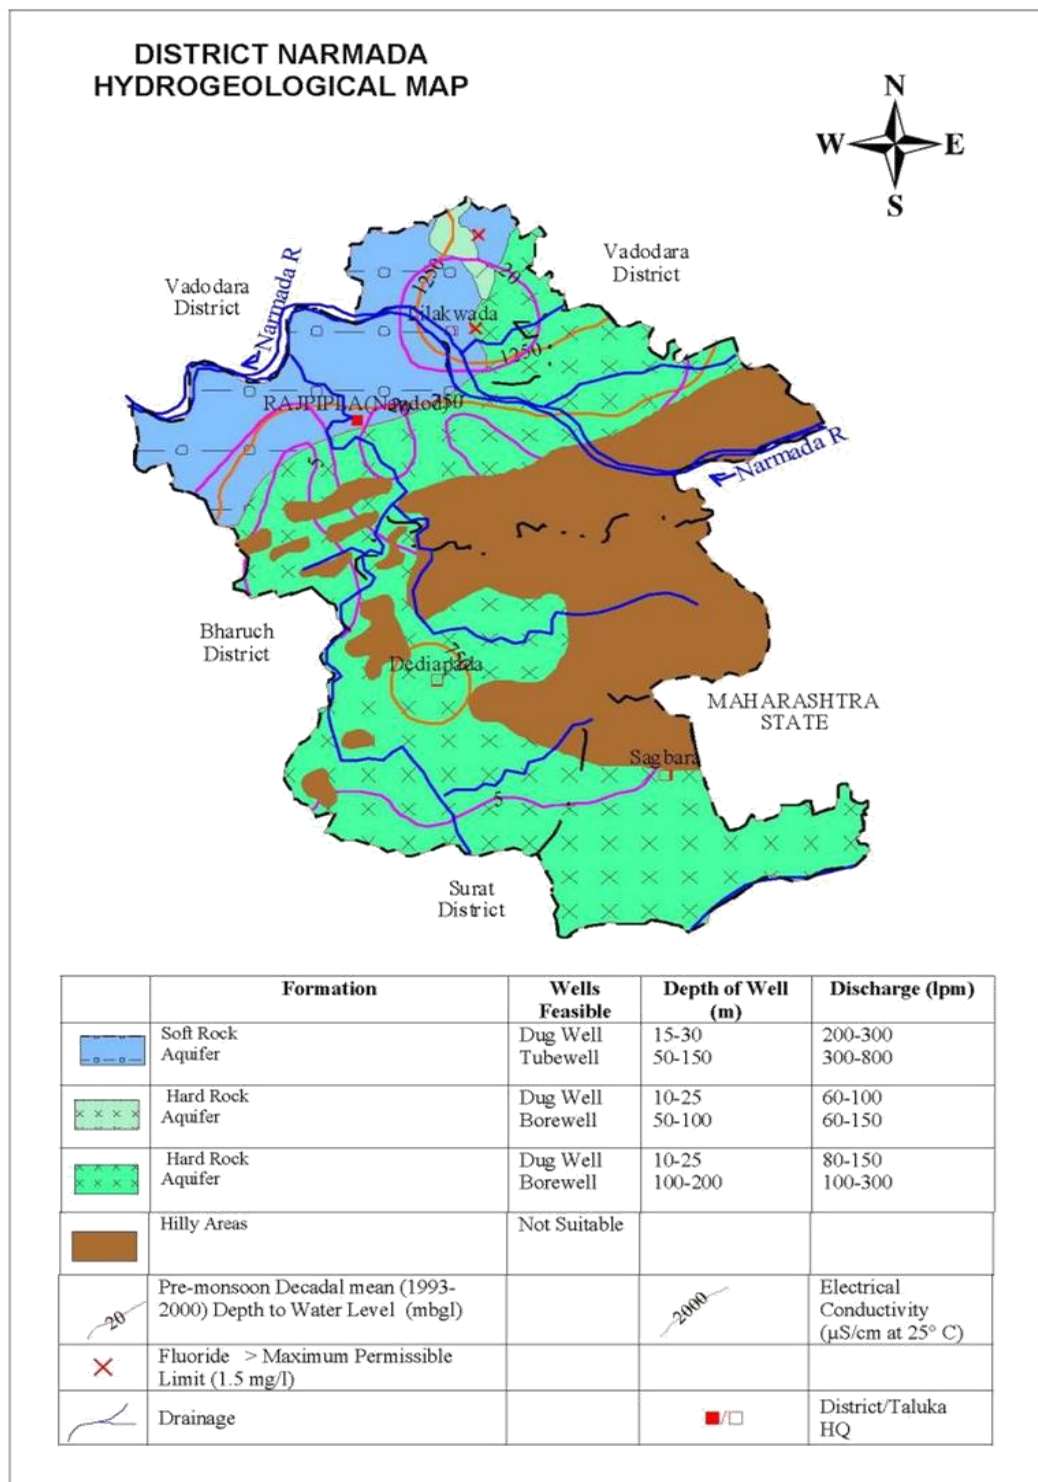 DISTRICT NARMADA
HYDROGEOLOGICAL MAP
N
W E
S
Vadodara
District
Narmada R
Vadodara
District
1250
20
Tilakwada
1250
RAJPIPLA(Nandod)
750
5
Narmada R
Bharuch
District
Dediapada
MAHARASHTRA
STATE
Sagbara
5
Surat
District
Formation Wells Feasible Depth of Well (m) Discharge (lpm)
Soft Rock Aquifer Dug Well 15-30 200-300
Tubewell 50-150 300-800
Hard Rock Aquifer Dug Well 10-25 60-100
Borewell 50-100 60-150
Hard Rock Aquifer Dug Well 10-25 80-150
Borewell 100-200 100-300
Hilly Areas Not Suitable
20 Pre-monsoon Decadal mean (1993-
2000) Depth to Water Level (mbgl)
2000 Electrical
Conductivity
(µS/cm at 25° C)
Fluoride > Maximum Permissible
Limit (1.5 mg/l)
Drainage
District/Taluka
HQ